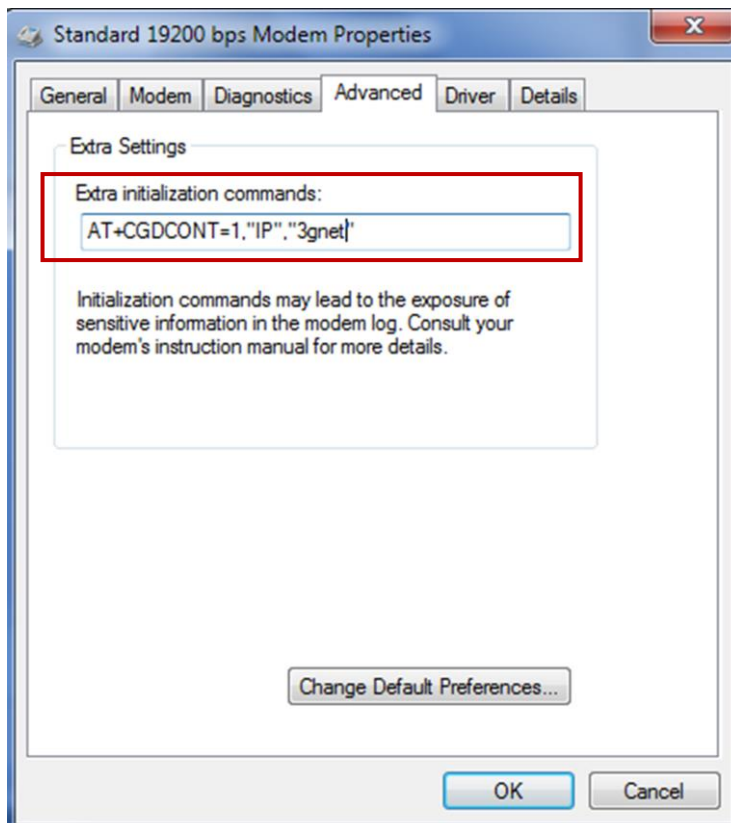 Standard 19200 bps Modem Properties
General Modem Diagnostics Advanced Driver Details
Extra Settings
Extra initialization commands:
AT+CGDCONT=1,"IP","3gnet"
Initialization commands may lead to the exposure of
sensitive information in the modem log. Consult your
modem's instruction manual for more details.
Change Default Preferences...
OK Cancel